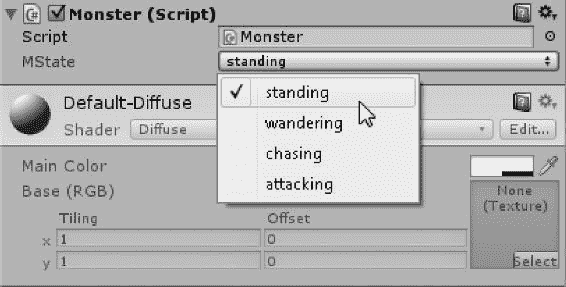 Monster (Script)
Script Monster
MState standing
standing
wandering
chasing
attacking
Default-Diffuse
Shader Diffuse Edit...
Main Color
Base (RGB)
None
(Texture)
Tiling Offset
x 1 0
y 1 0
Select